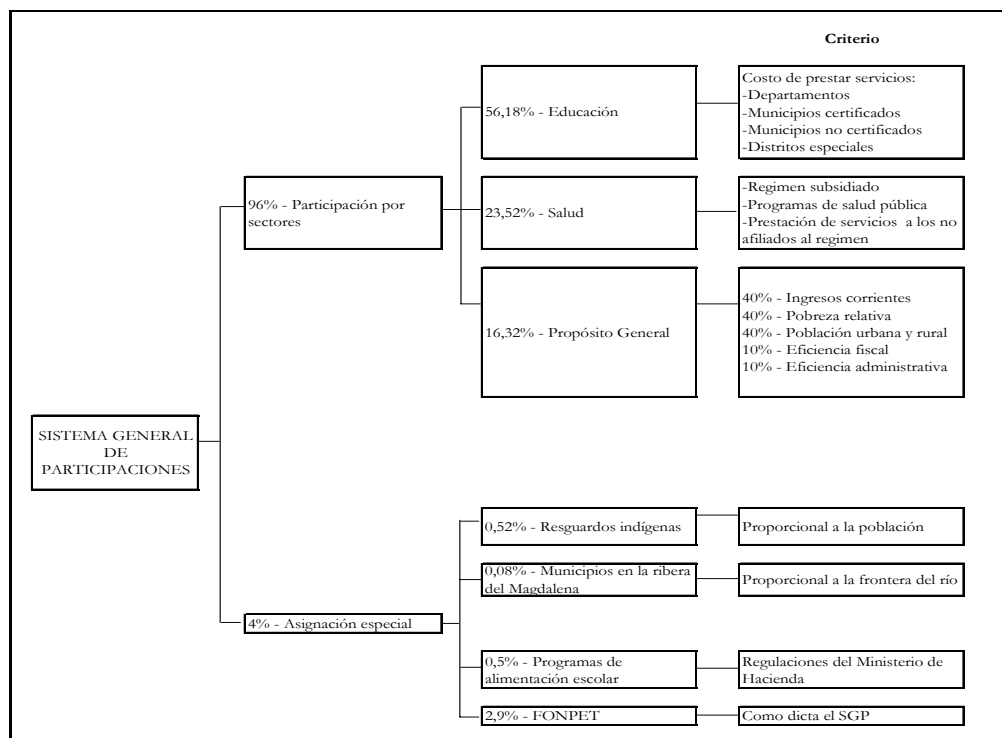 Criterio
56,18% - Educación
Costo de prestar servicios:
-Departamentos
-Municipios certificados
-Municipios no certificados
-Distritos especiales
96% - Participación por
sectores
23,52% - Salud
-Regimen subsidiado
-Programas de salud pública
-Prestación de servicios a los no
afiliados al regimen
16,32% - Propósito General
40% - Ingresos corrientes
40% - Pobreza relativa
40% - Población urbana y rural
10% - Eficiencia fiscal
10% - Eficiencia administrativa
SISTEMA GENERAL
DE
PARTICIPACIONES
0,52% - Resguardos indígenas
Proporcional a la población
0,08% - Municipios en la ribera
del Magdalena
Proporcional a la frontera del río
4% - Asignación especial
0,5% - Programas de
alimentación escolar
Regulaciones del Ministerio de
Hacienda
2,9% - FONPET
Como dicta el SGP